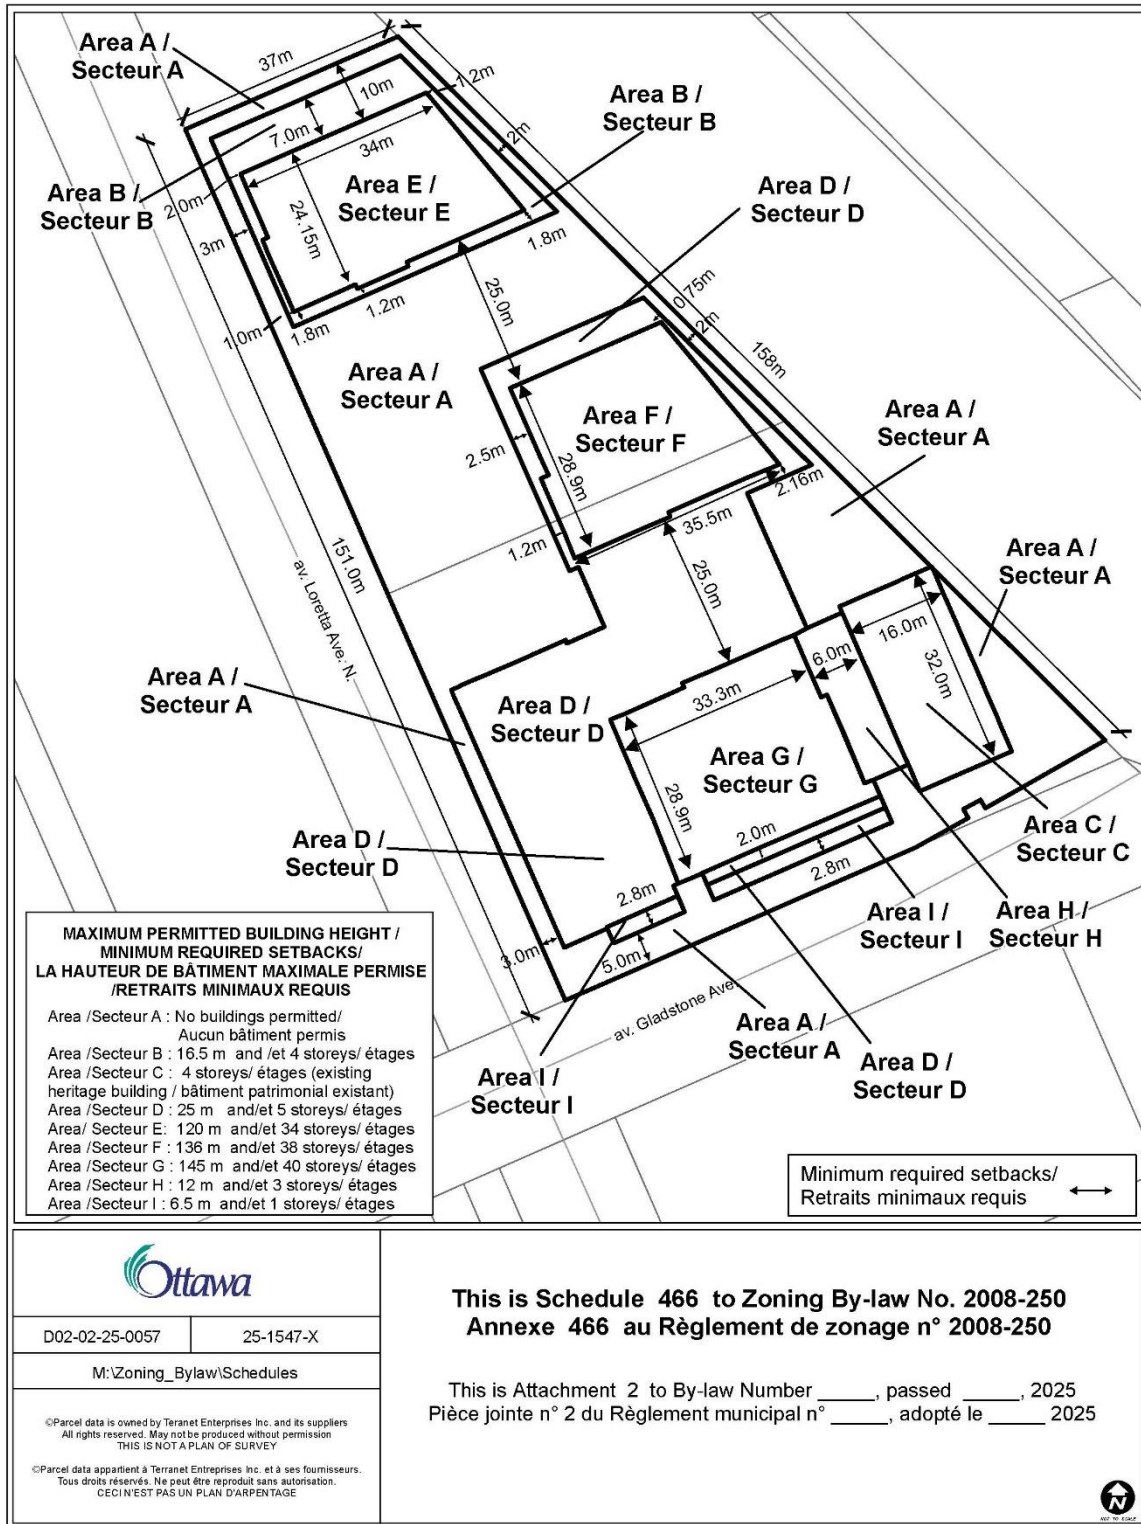 Area A /
Secteur A
37m
10m
1.2m
Area B /
Secteur B
2m
7.0m
34m
Area B /
Secteur B
2.0m
Area E /
Secteur E
Area D /
Secteur D
24.15m
3m
1.8m
1.2m
25.0m
1.0m
1.8m
0.75m
2m
158m
Area A /
Secteur A
Area F /
Secteur F
Area A /
Secteur A
2.5m
28.9m
2.16m
35.5m
1.2m
151.0m
av. Loretta Ave. N.
25.0m
Area A /
Secteur A
16.0m
6.0m
32.0m
Area A /
Secteur A
33.3m
Area D /
Secteur D
Area G /
Secteur G
28.9m
2.0m
Area D /
Secteur D
Area C /
Secteur C
2.8m
2.8m
Area I /
Secteur I
Area H /
Secteur H
3.0m
5.0m
av. Gladstone Ave.
Area A /
Secteur A
Area D /
Secteur D
Area I /
Secteur I
MAXIMUM PERMITTED BUILDING HEIGHT /
MINIMUM REQUIRED SETBACKS/
LA HAUTEUR DE BÂTIMENT MAXIMALE PERMISE
/RETRAITS MINIMAUX REQUIS
Area /Secteur A : No buildings permitted/
Aucun bâtiment permis
Area /Secteur B : 16.5 m and /et 4 storeys/ étages
Area /Secteur C : 4 storeys/ étages (existing
heritage building / bâtiment patrimonial existant)
Area /Secteur D : 25 m and/et 5 storeys/ étages
Area/ Secteur E: 120 m and/et 34 storeys/ étages
Area /Secteur F : 136 m and/et 38 storeys/ étages
Area /Secteur G : 145 m and/et 40 storeys/ étages
Area /Secteur H : 12 m and/et 3 storeys/ étages
Area /Secteur I : 6.5 m and/et 1 storeys/ étages
Minimum required setbacks/
Retraits minimaux requis
Ottawa
D02-02-25-0057
25-1547-X
M:\Zoning_Bylaw\Schedules
©Parcel data is owned by Teranet Enterprises Inc. and its suppliers
All rights reserved. May not be produced without permission
THIS IS NOT A PLAN OF SURVEY
©Parcel data appartient à Terranet Entreprises Inc. et à ses fournisseurs.
Tous droits réservés. Ne peut être reproduit sans autorisation.
CECI N'EST PAS UN PLAN D'ARPENTAGE
This is Schedule 466 to Zoning By-law No. 2008-250
Annexe 466 au Règlement de zonage n° 2008-250
This is Attachment 2 to By-law Number _____, passed _____, 2025
Pièce jointe n° 2 du Règlement municipal n° _____, adopté le _____ 2025
N
NOT TO SCALE